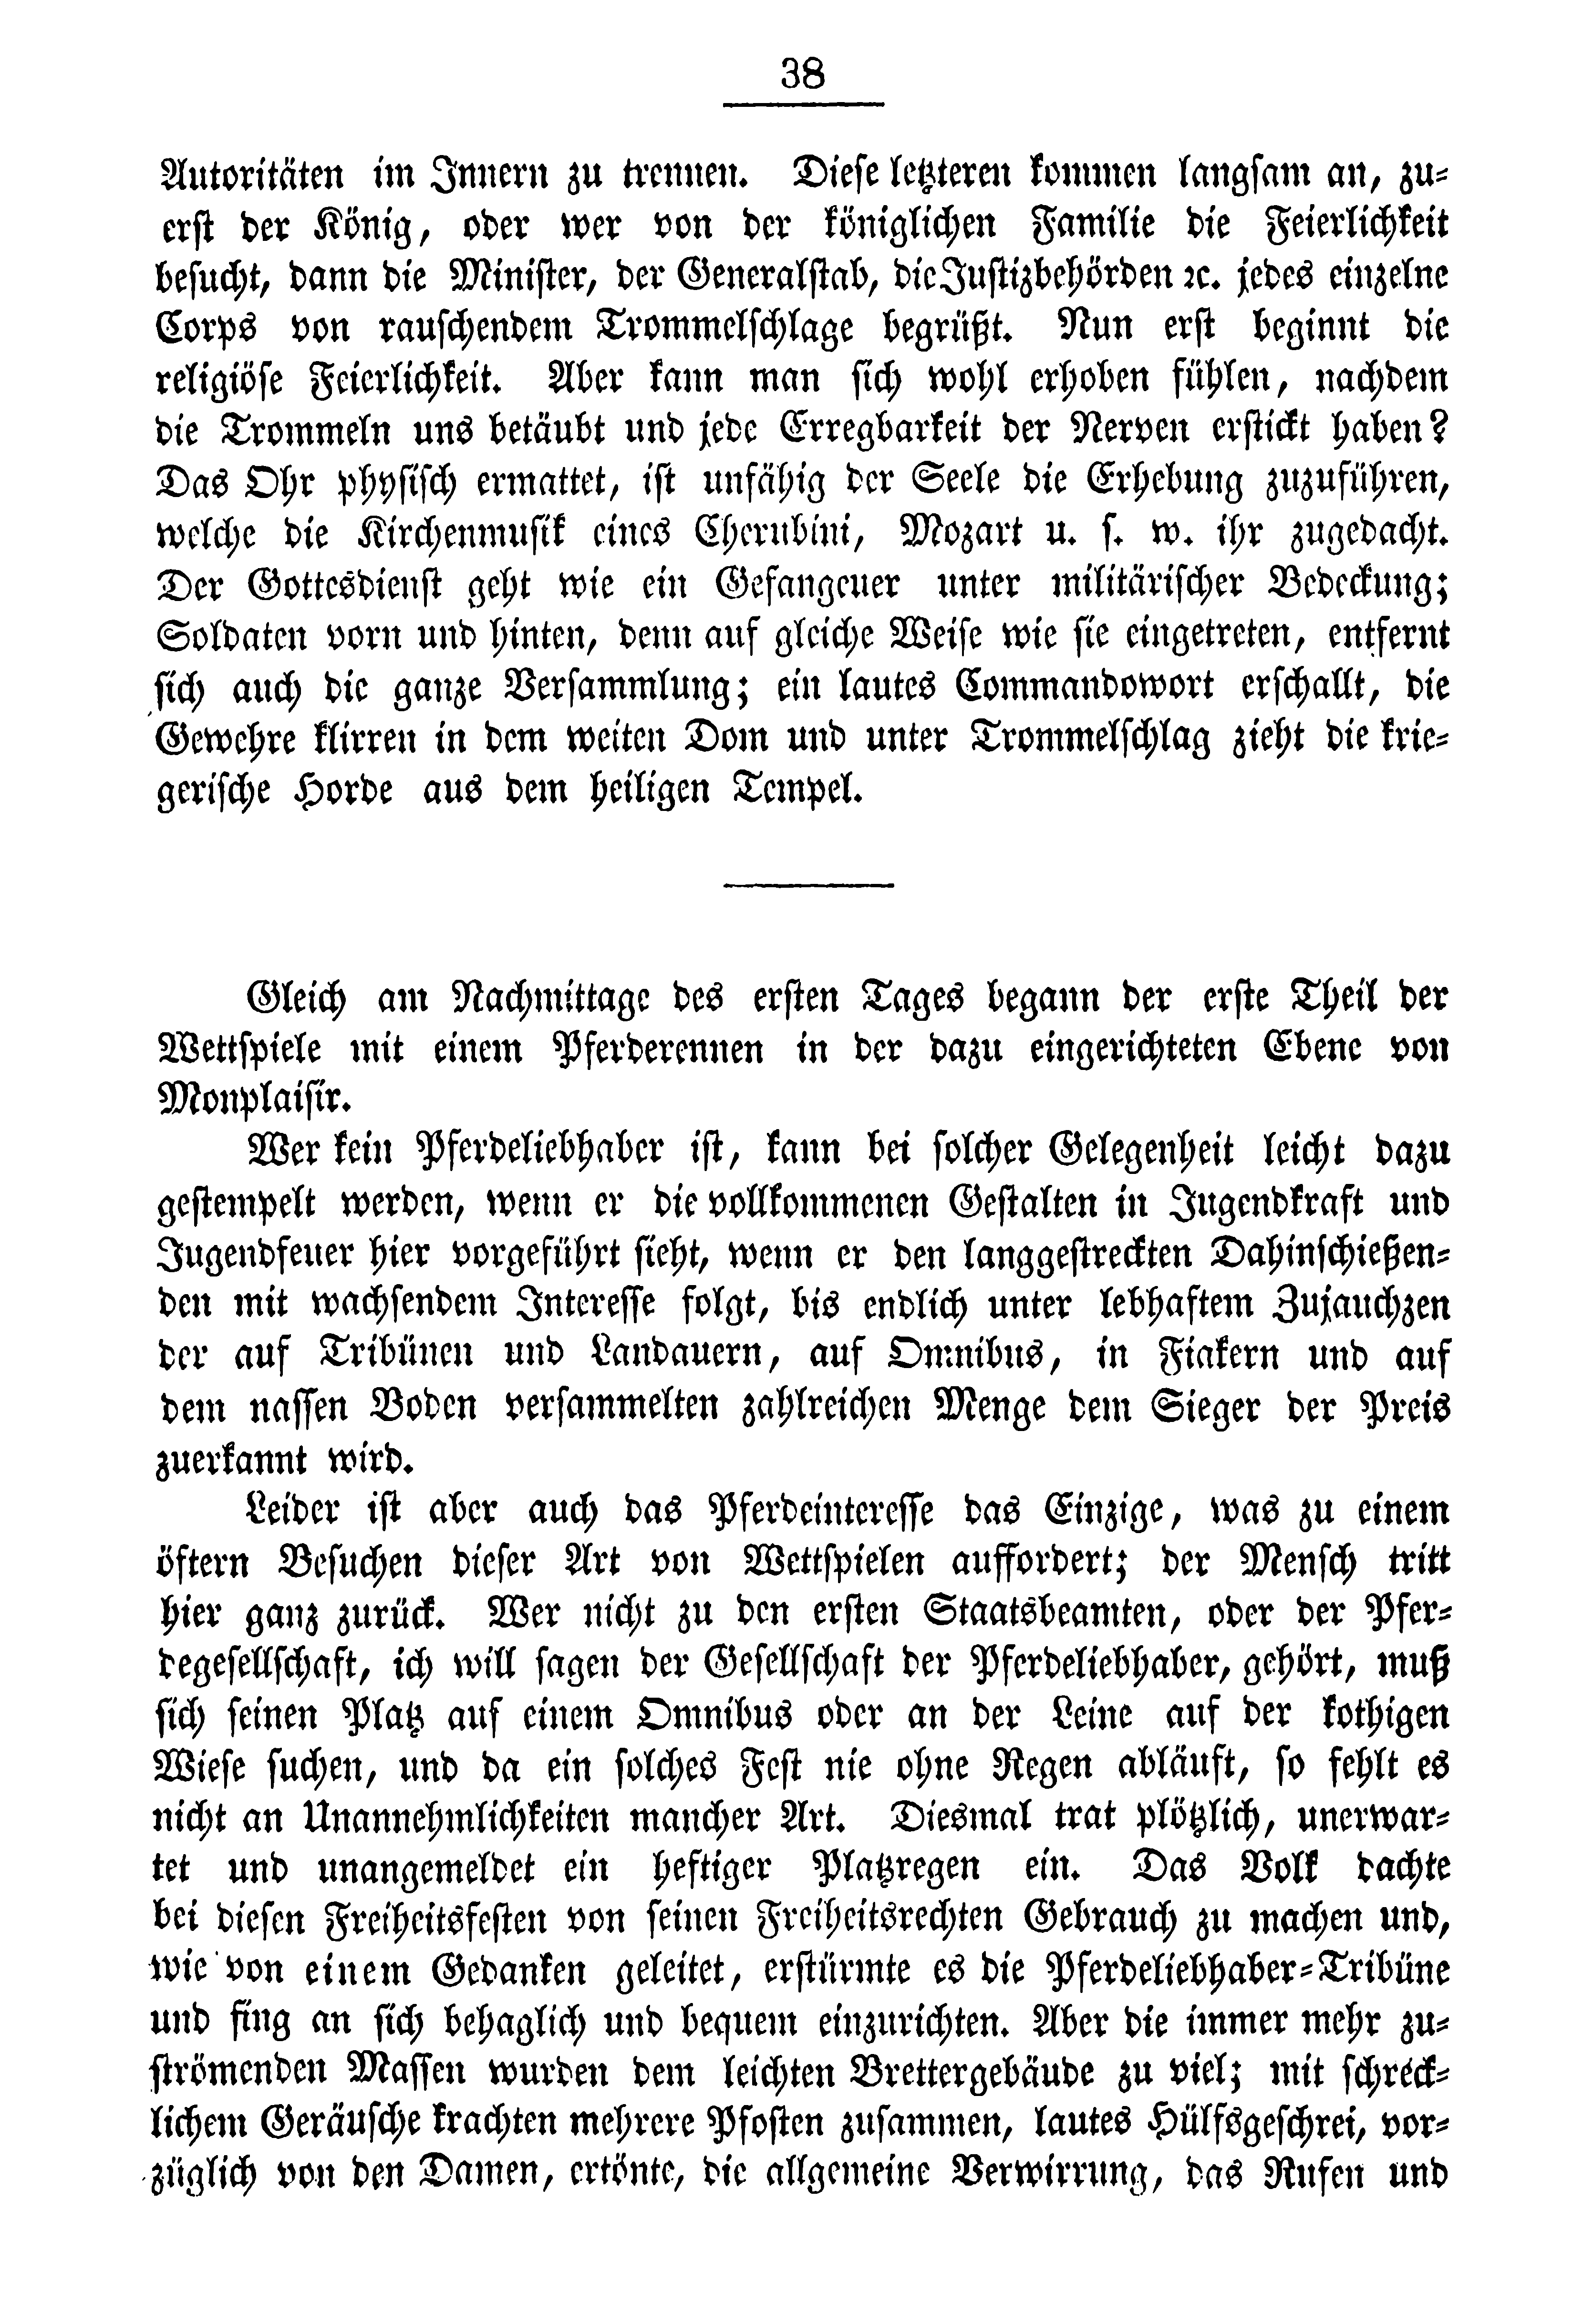 38
Autoritäten im Innern zu trennen. Diese letzteren kommen langsam an, zu-
erst der König, oder wer von der königlichen Familie die Feierlichkeit
besucht, dann die Minister, der Generalstab, die Justizbehörden ꝛc. jedes einzelne
Corps von rauschendem Trommelschlage begrüßt. Nun erst beginnt die
religiöse Feierlichkeit. Aber kann man sich wohl erhoben fühlen, nachdem
die Trommeln uns betäubt und jede Erregbarkeit der Nerven erstickt haben?
Das Ohr physisch ermattet, ist unfähig der Seele die Erhebung zuzuführen,
welche die Kirchenmusik eines Cherubini, Mozart u. s. w. ihr zugedacht.
Der Gottesdienst geht wie ein Gefangener unter militärischer Bedeckung;
Soldaten vorn und hinten, denn auf gleiche Weise wie sie eingetreten, entfernt
sich auch die ganze Versammlung; ein lautes Commandowort erschallt, die
Gewehre klirren in dem weiten Dom und unter Trommelschlag zieht die krie-
gerische Horde aus dem heiligen Tempel.
Gleich am Nachmittage des ersten Tages begann der erste Theil der
Wettspiele mit einem Pferderennen in der dazu eingerichteten Ebene von
Monplaisir.
Wer kein Pferdeliebhaber ist, kann bei solcher Gelegenheit leicht dazu
gestempelt werden, wenn er die vollkommenen Gestalten in Jugendkraft und
Jugendfeuer hier vorgeführt sieht, wenn er den langgestreckten Dahinschießen-
den mit wachsendem Interesse folgt, bis endlich unter lebhaftem Zujauchzen
der auf Tribünen und Landauern, auf Omnibus, in Fiakern und auf
dem nassen Boden versammelten zahlreichen Menge dem Sieger der Preis
zuerkannt wird.
Leider ist aber auch das Pferdeinteresse das Einzige, was zu einem
öftern Besuchen dieser Art von Wettspielen auffordert; der Mensch tritt
hier ganz zurück. Wer nicht zu den ersten Staatsbeamten, oder der Pfer-
degesellschaft, ich will sagen der Gesellschaft der Pferdeliebhaber, gehört, muß
sich seinen Platz auf einem Omnibus oder an der Leine auf der kothigen
Wiese suchen, und da ein solches Fest nie ohne Regen abläuft, so fehlt es
nicht an Unannehmlichkeiten mancher Art. Diesmal trat plötzlich, unerwar-
tet und unangemeldet ein heftiger Platzregen ein. Das Volk dachte
bei diesen Freiheitsfesten von seinen Freiheitsrechten Gebrauch zu machen und,
wie von einem Gedanken geleitet, erstürmte es die Pferdeliebhaber-Tribüne
und fing an sich behaglich und bequem einzurichten. Aber die immer mehr zu-
strömenden Massen wurden dem leichten Brettergebäude zu viel; mit schreck-
lichem Geräusche krachten mehrere Pfosten zusammen, lautes Hülfsgeschrei, vor-
züglich von den Damen, ertönte, die allgemeine Verwirrung, das Rufen und